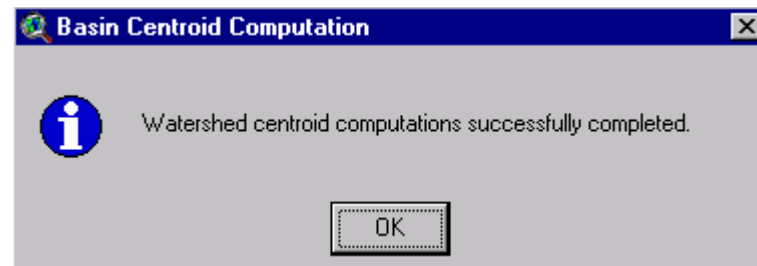 Basin Centroid Computation
Watershed centroid computations successfully completed.
OK